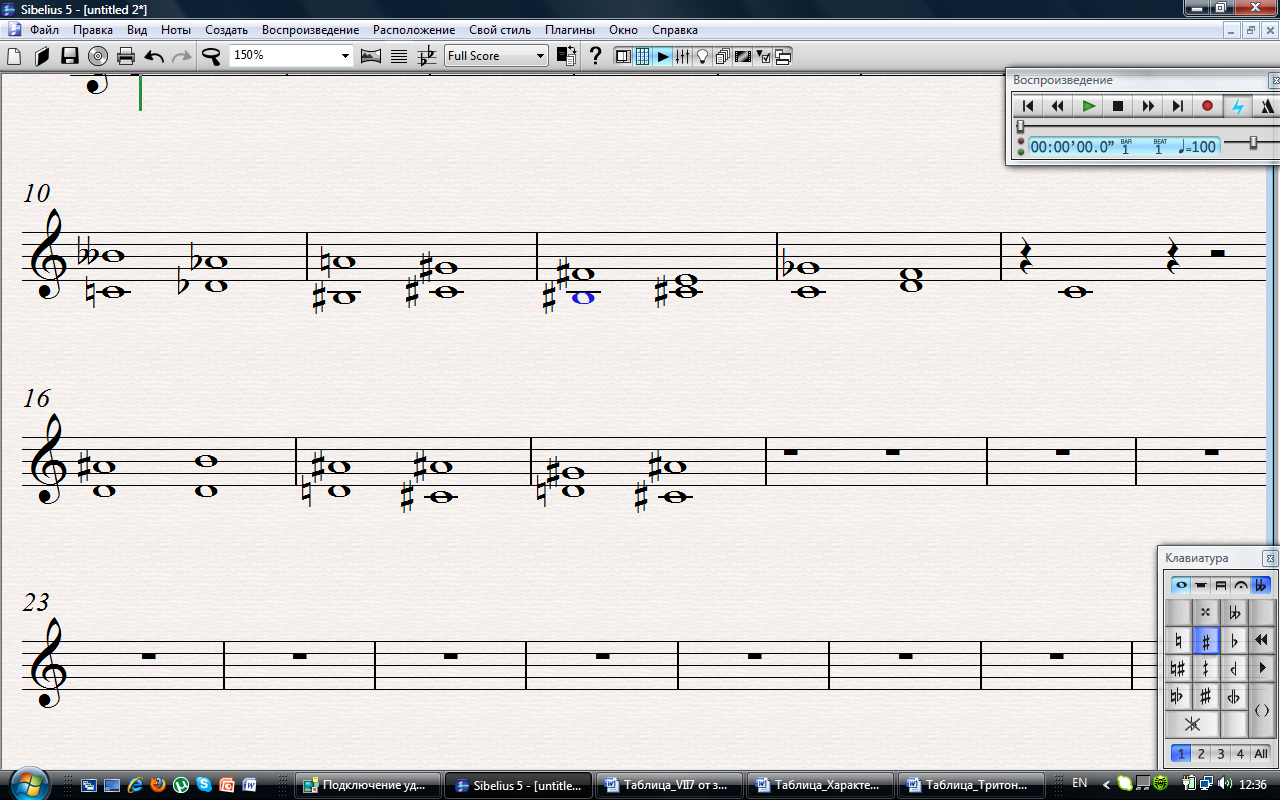 Sibelius 5 - [untitled 2*]
Файл Правка Вид Ноты Создать Воспроизведение Расположение Свой стиль Плагины Окно Справка
150% Full Score
Воспроизведение
00:00'00.0" BAR 1 BEAT 1 =100
10
16
23
Клавиатура
1 2 3 4 All
Подключение уд... Sibelius 5 - [untitle... Таблица_VII7 от з... Таблица_Характе... Таблица_Тритон... EN 12:36